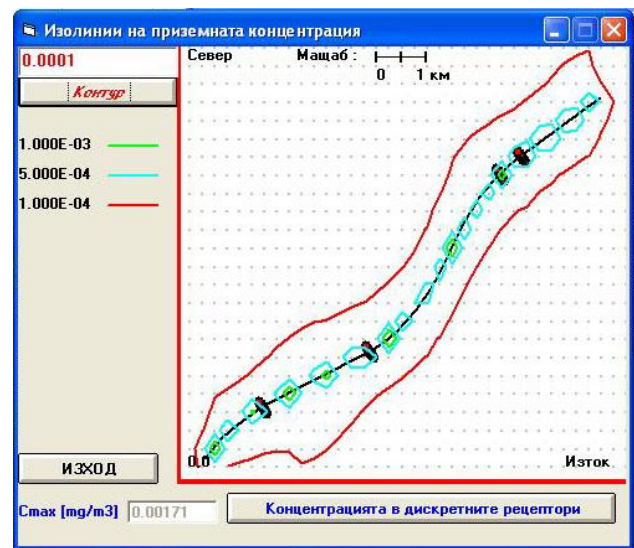 Изолинии на приземната концентрация
0.0001
Контур
1.000E-03
5.000E-04
1.000E-04
Север
Мащаб :
0 1 км
0.0
Изток
ИЗХОД
Cmax [mg/m3] 0.00171
Концентрацията в дискретните рецептори